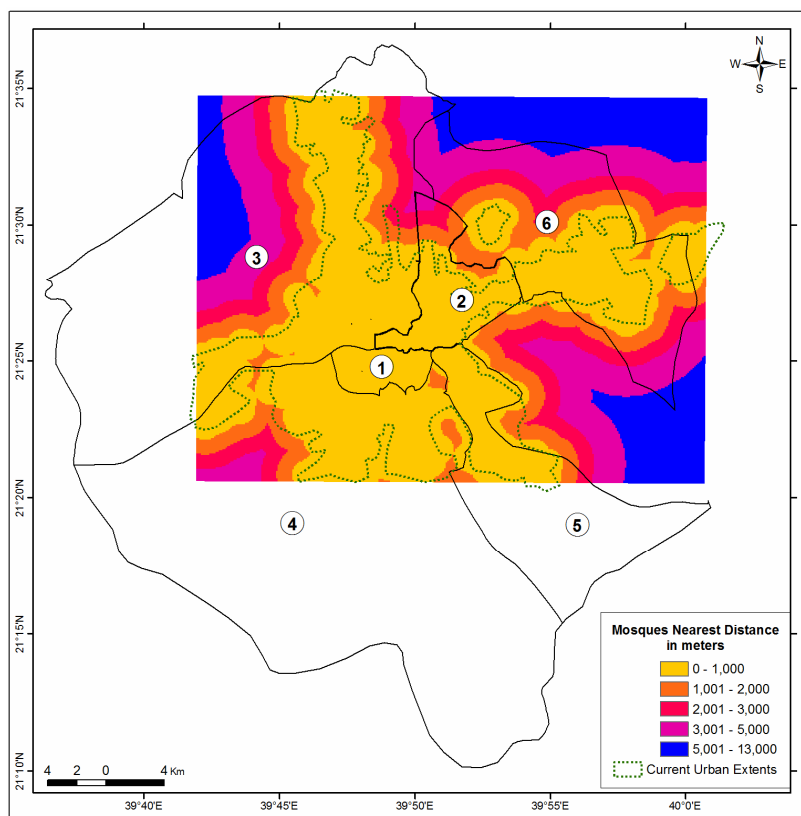 N
W E
S
21°35'N
21°30'N
21°25'N
21°20'N
21°15'N
21°10'N
6
3
2
1
4
5
Mosques Nearest Distance
in meters
0 - 1,000
1,001 - 2,000
2,001 - 3,000
3,001 - 5,000
5,001 - 13,000
Current Urban Extents
4 2 0 4 Km
39°40'E 39°45'E 39°50'E 39°55'E 40°0'E